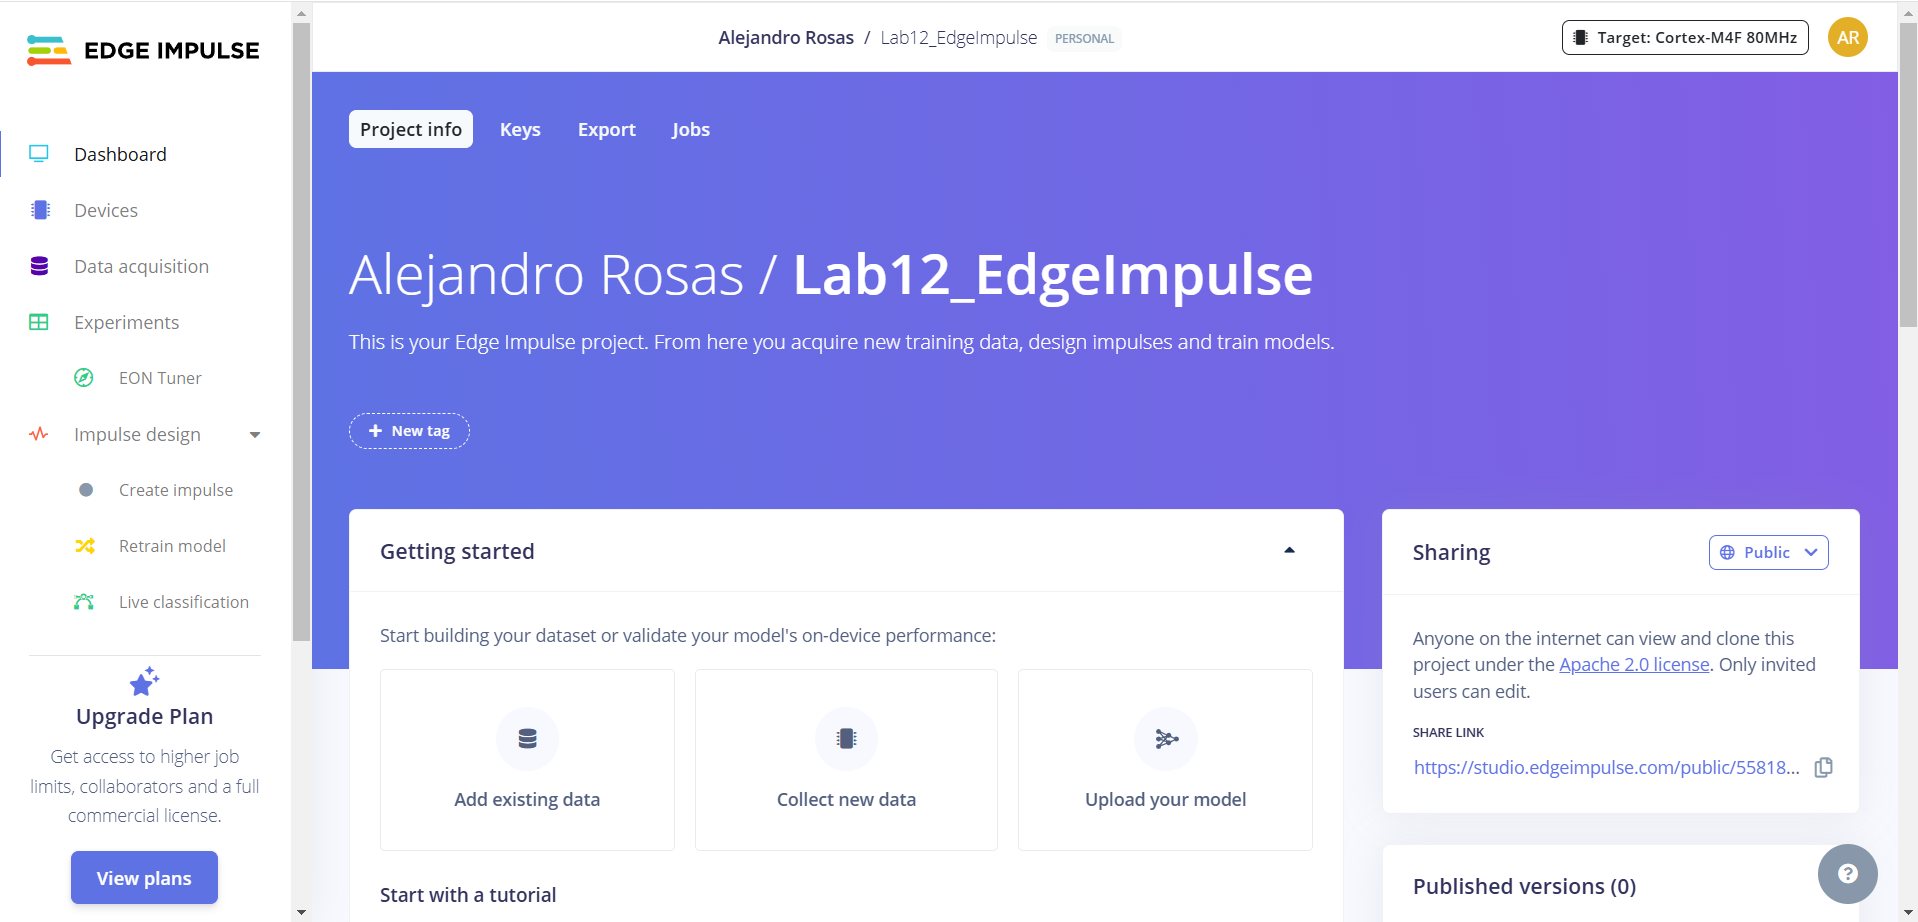 EDGE IMPULSE
Alejandro Rosas / Lab12_EdgeImpulse PERSONAL
Target: Cortex-M4F 80MHz
AR
Dashboard
Devices
Data acquisition
Experiments
EON Tuner
Impulse design
Create impulse
Retrain model
Live classification
Upgrade Plan
Get access to higher job
limits, collaborators and a full
commercial license.
View plans
Project info
Keys
Export
Jobs
Alejandro Rosas / Lab12_EdgeImpulse
This is your Edge Impulse project. From here you acquire new training data, design impulses and train models.
+ New tag
Getting started
Start building your dataset or validate your model's on-device performance:
Add existing data
Collect new data
Upload your model
Start with a tutorial
Sharing
Public
Anyone on the internet can view and clone this
project under the Apache 2.0 license. Only invited
users can edit.
SHARE LINK
https://studio.edgeimpulse.com/public/55818...
Published versions (0)
?